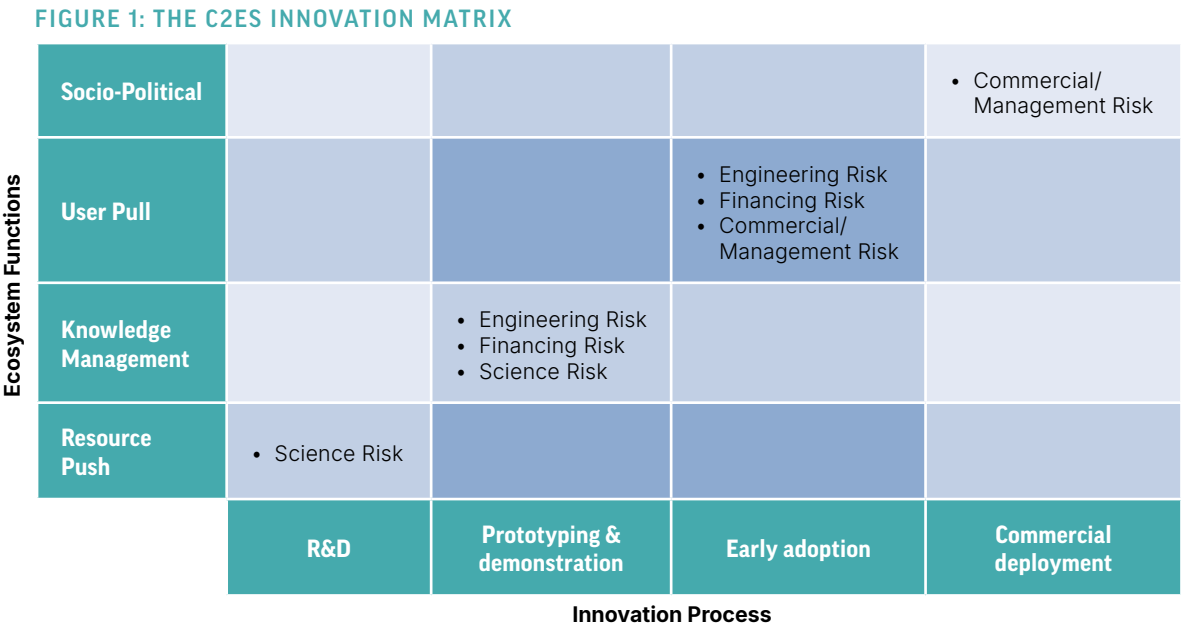 FIGURE 1: THE C2ES INNOVATION MATRIX
Ecosystem Functions
Socio-Political
• Commercial/
Management Risk
User Pull
• Engineering Risk
• Financing Risk
• Commercial/
Management Risk
Knowledge
Management
• Engineering Risk
• Financing Risk
• Science Risk
Resource
Push
• Science Risk
R&D
Prototyping &
demonstration
Early adoption
Commercial
deployment
Innovation Process